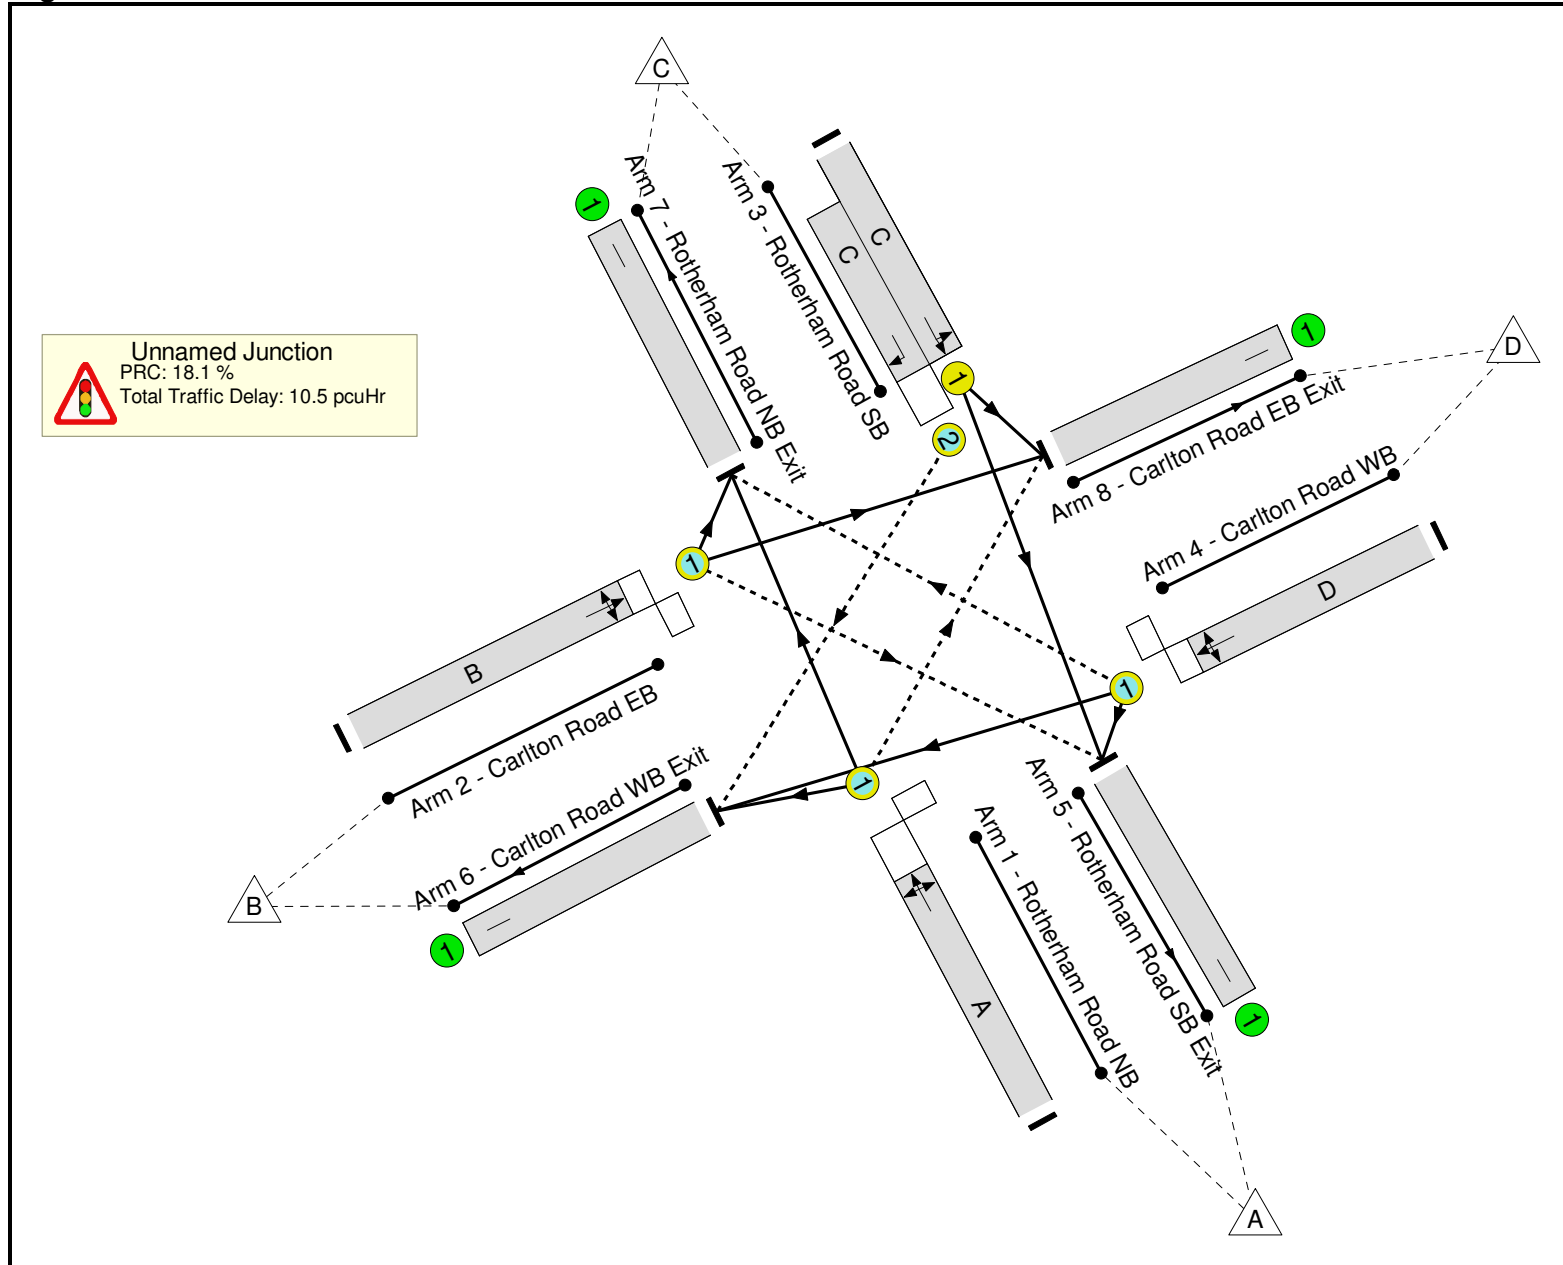 C
Arm 7 - Rotherham Road NB Exit
Arm 3 - Rotherham Road SB
C
C
1
1
2
1
D
Arm 8 - Carlton Road EB Exit
Arm 4 - Carlton Road WB
D
Unnamed Junction
PRC: 18.1 %
Total Traffic Delay: 10.5 pcuHr
1
B
Arm 2 - Carlton Road EB
Arm 6 - Carlton Road WB Exit
B
1
1
1
Arm 5 - Rotherham Road SB Exit
Arm 1 - Rotherham Road NB
A
1
A